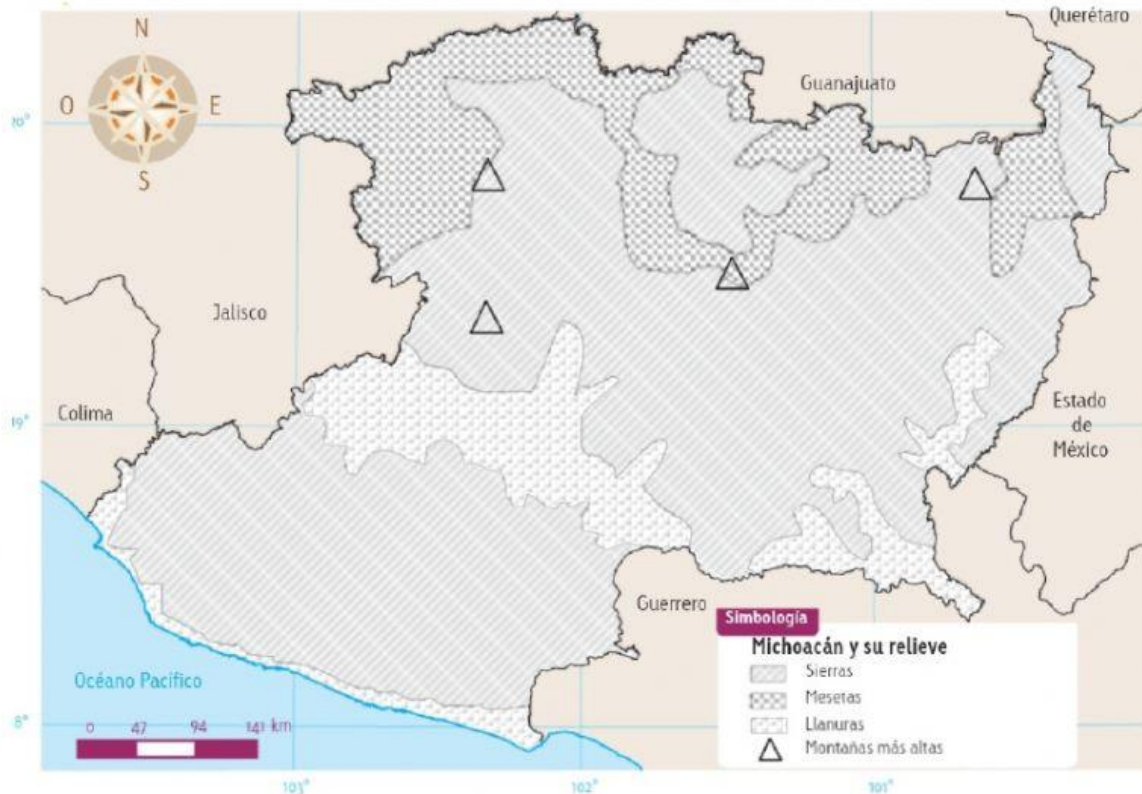 N
O
E
S
Querétaro
Guanajuato
20°
Jalisco
Colima
19°
Estado
de
México
Guerrero
Océano Pacífico
0 47 94 141 km
8°
103°
102°
101°
Simbología
Michoacán y su relieve
Sierras
Mesetas
Llanuras
Montañas más altas